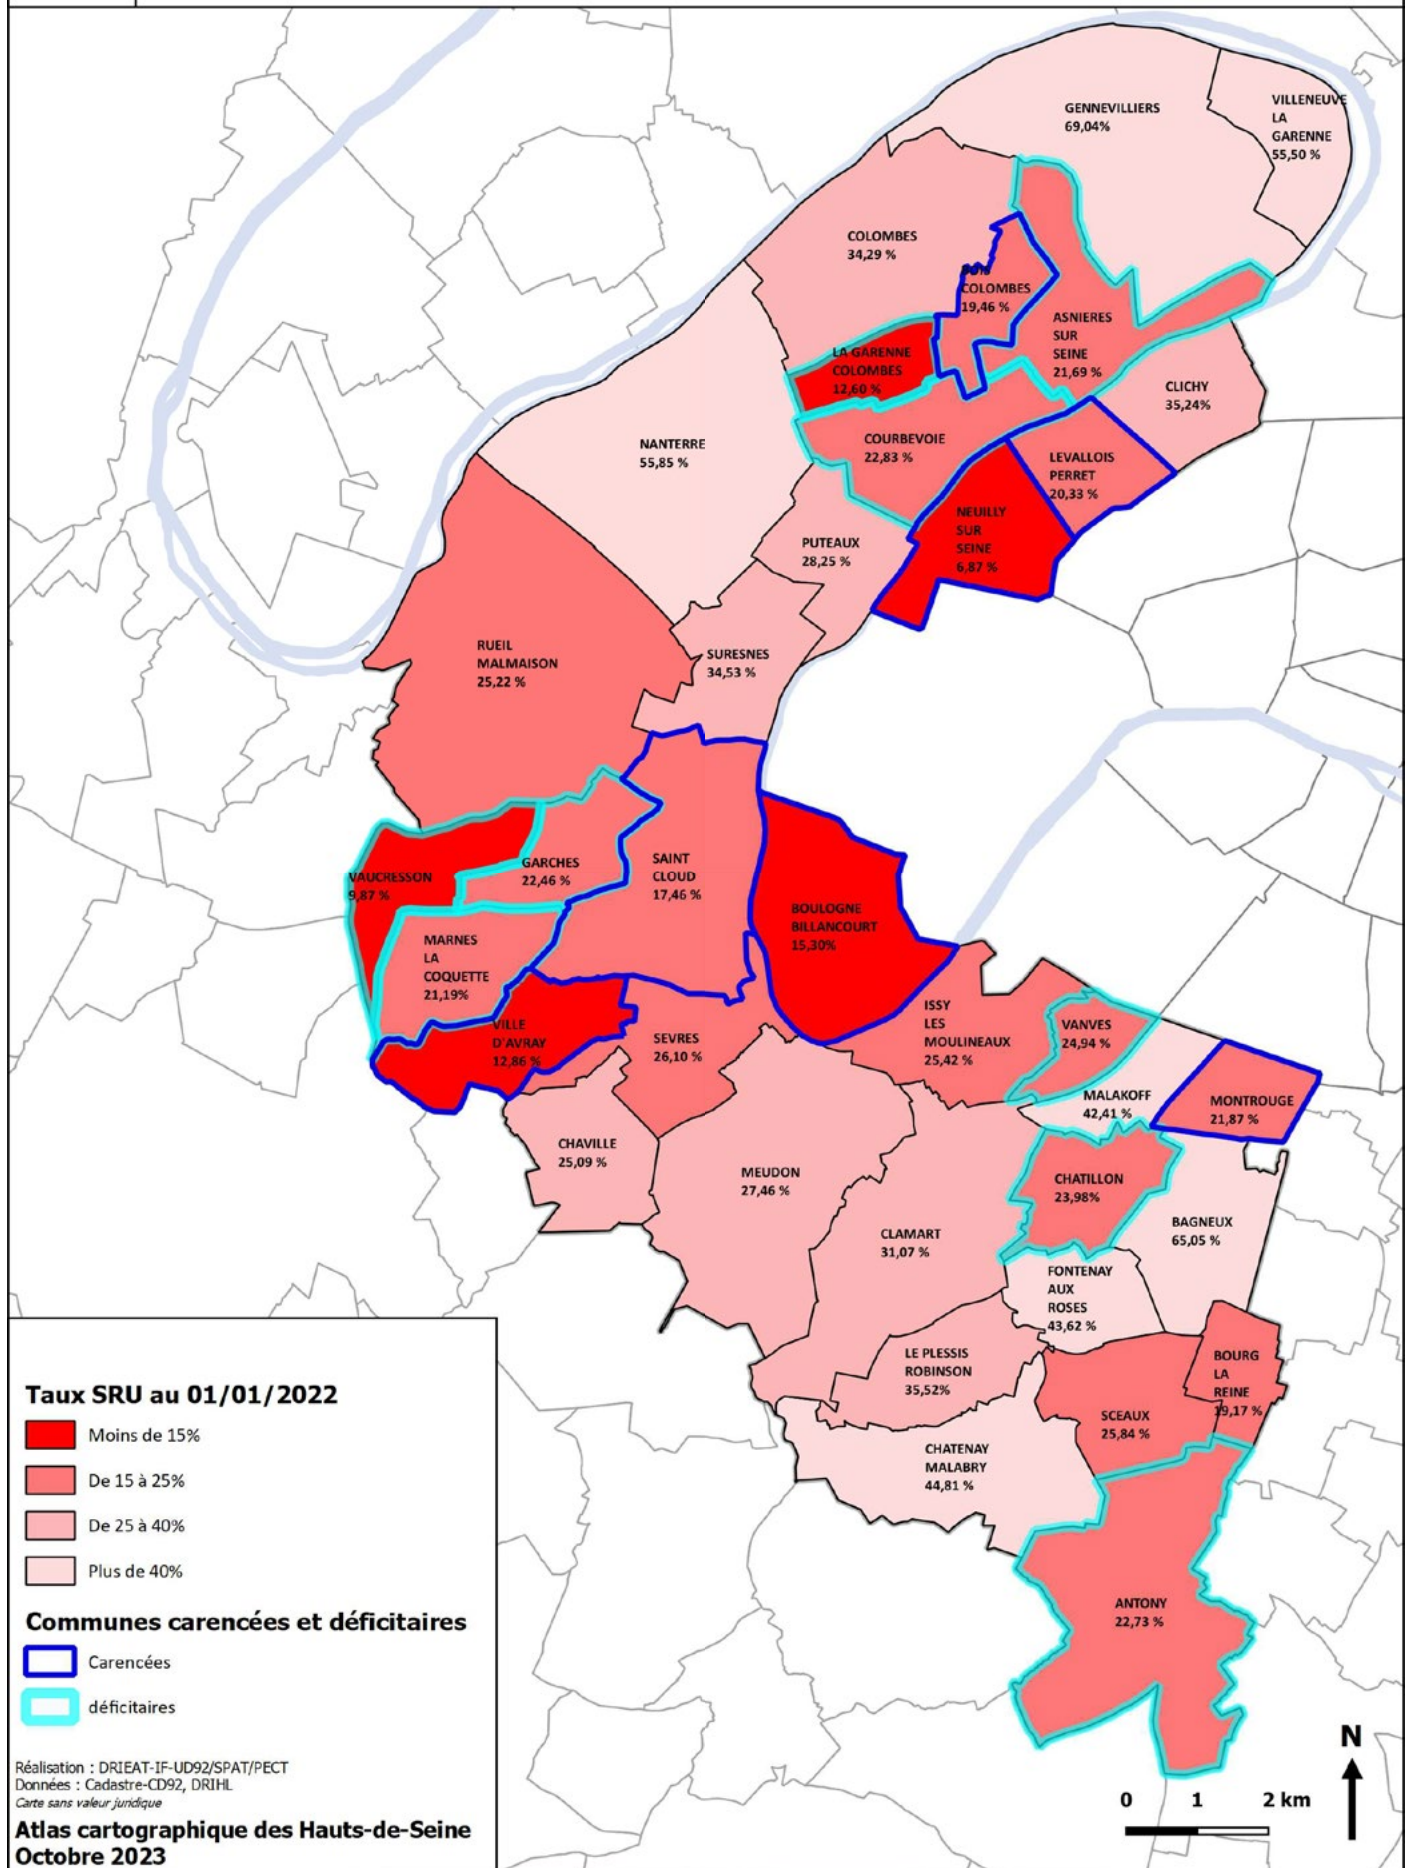 GENNEVILLIERS
69,04%
VILLENEUVE
LA
GARENNE
55,50 %
COLOMBES
34,29 %
COLOMBES
19,46 %
ASNIERES
SUR
SEINE
21,69 %
LA GARENNE
COLOMBES
12,60 %
CLICHY
35,24%
COURBEVOIE
22,83 %
NANTERRE
55,85 %
LEVALLOIS
PERRET
20,33 %
NEUILLY
SUR
SEINE
6,87 %
PUTEAUX
28,25 %
RUEIL
MALMAISON
25,22 %
SURESNES
34,53 %
GARCHES
22,46 %
SAINT
CLOUD
17,46 %
VAUCRESSON
9,87 %
BOULOGNE
BILLANCOURT
15,30%
MARNES
LA
COQUETTE
21,19%
VILLE
D'AVRAY
12,86 %
SEVRES
26,10 %
ISSY
LES
MOULINEAUX
25,42 %
VANVES
24,94 %
MALAKOFF
42,41 %
MONTROUGE
21,87 %
CHAVILLE
25,09 %
MEUDON
27,46 %
CHATILLON
23,98%
CLAMART
31,07 %
BAGNEUX
65,05 %
FONTENAY
AUX
ROSES
43,62 %
LE PLESSIS
ROBINSON
35,52%
BOURG
LA
REINE
19,17 %
SCEAUX
25,84 %
CHATENAY
MALABRY
44,81 %
ANTONY
22,73 %
Taux SRU au 01/01/2022
Moins de 15%
De 15 à 25%
De 25 à 40%
Plus de 40%
Communes carencées et déficitaires
Carencées
déficitaires
Réalisation : DRIEAT-IF-UD92/SPAT/PECT
Données : Cadastre-CD92, DRIHL
Carte sans valeur juridique
Atlas cartographique des Hauts-de-Seine
Octobre 2023
N
0 1 2 km